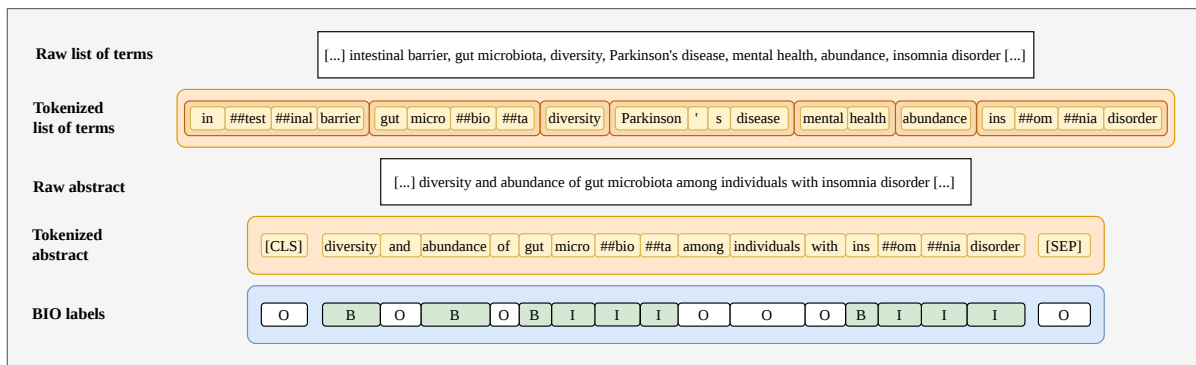 Raw list of terms
[...] intestinal barrier, gut microbiota, diversity, Parkinson's disease, mental health, abundance, insomnia disorder [...]
Tokenized
list of terms
in ##test ##inal barrier gut micro ##bio ##ta diversity Parkinson ' s disease mental health abundance ins ##om ##nia disorder
Raw abstract
[...] diversity and abundance of gut microbiota among individuals with insomnia disorder [...]
Tokenized
abstract
[CLS] diversity and abundance of gut micro ##bio ##ta among individuals with ins ##om ##nia disorder [SEP]
BIO labels
O B O B O B I I I O O O B I I I O